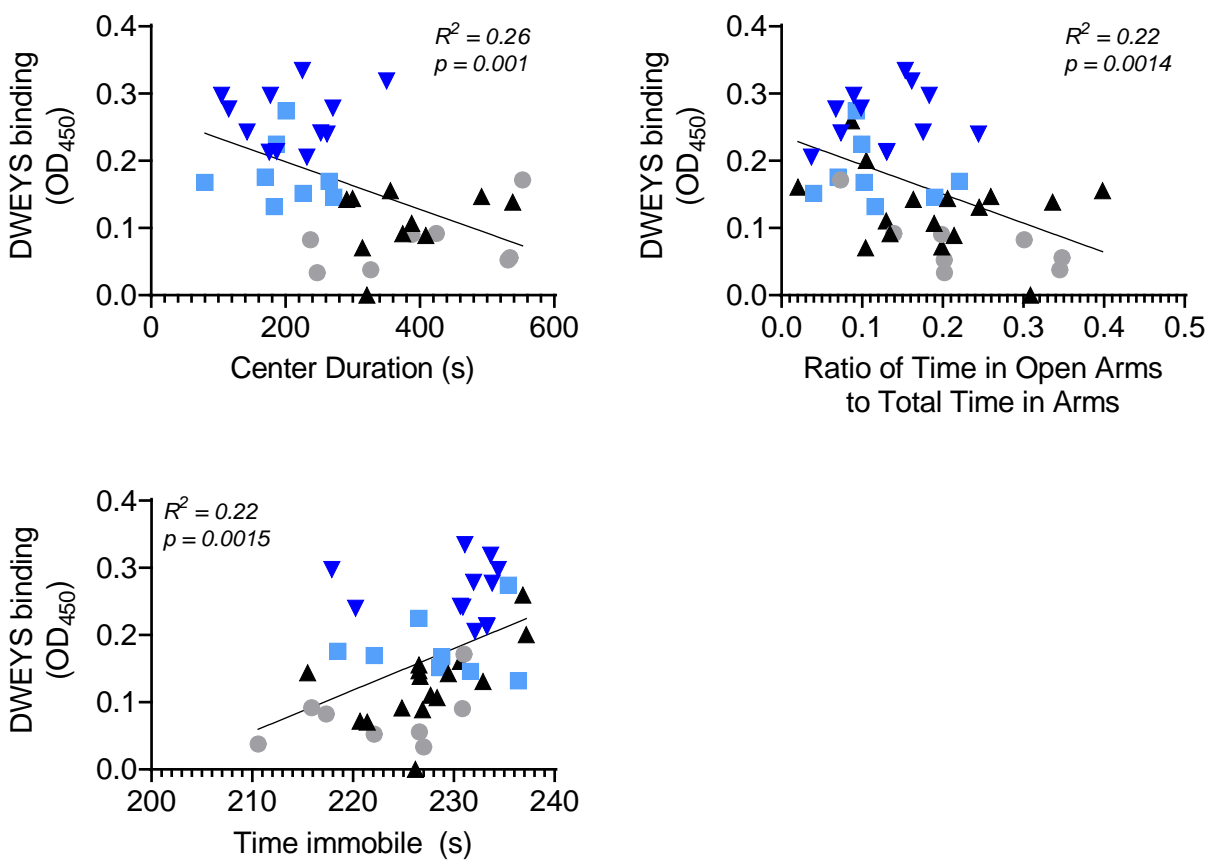 DWEYS binding
(OD450)
0.4
0.3
0.2
0.1
0.0
R2 = 0.26
p = 0.001
0 200 400 600
Center Duration (s)
DWEYS binding
(OD450)
0.4
0.3
0.2
0.1
0.0
R2 = 0.22
p = 0.0014
0.0 0.1 0.2 0.3 0.4 0.5
Ratio of Time in Open Arms
to Total Time in Arms
DWEYS binding
(OD450)
0.4
0.3
0.2
0.1
0.0
R2 = 0.22
p = 0.0015
200 210 220 230 240
Time immobile (s)